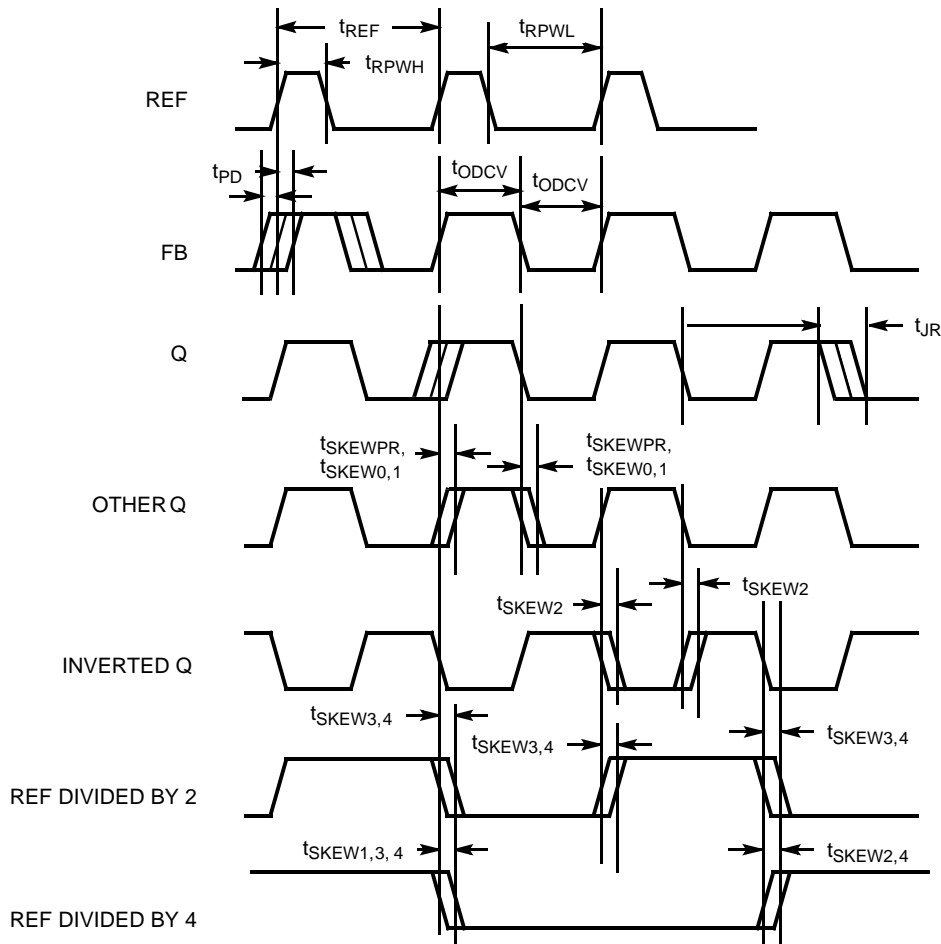 tREF
tRPWL
tRPWH
REF
tPD
tODCV
tODCV
FB
tJR
Q
tSKEWPR,
tSKEW0,1
tSKEWPR,
tSKEW0,1
OTHER Q
tSKEW2
tSKEW2
INVERTED Q
tSKEW3,4
tSKEW3,4
tSKEW3,4
REF DIVIDED BY 2
tSKEW1,3, 4
tSKEW2,4
REF DIVIDED BY 4